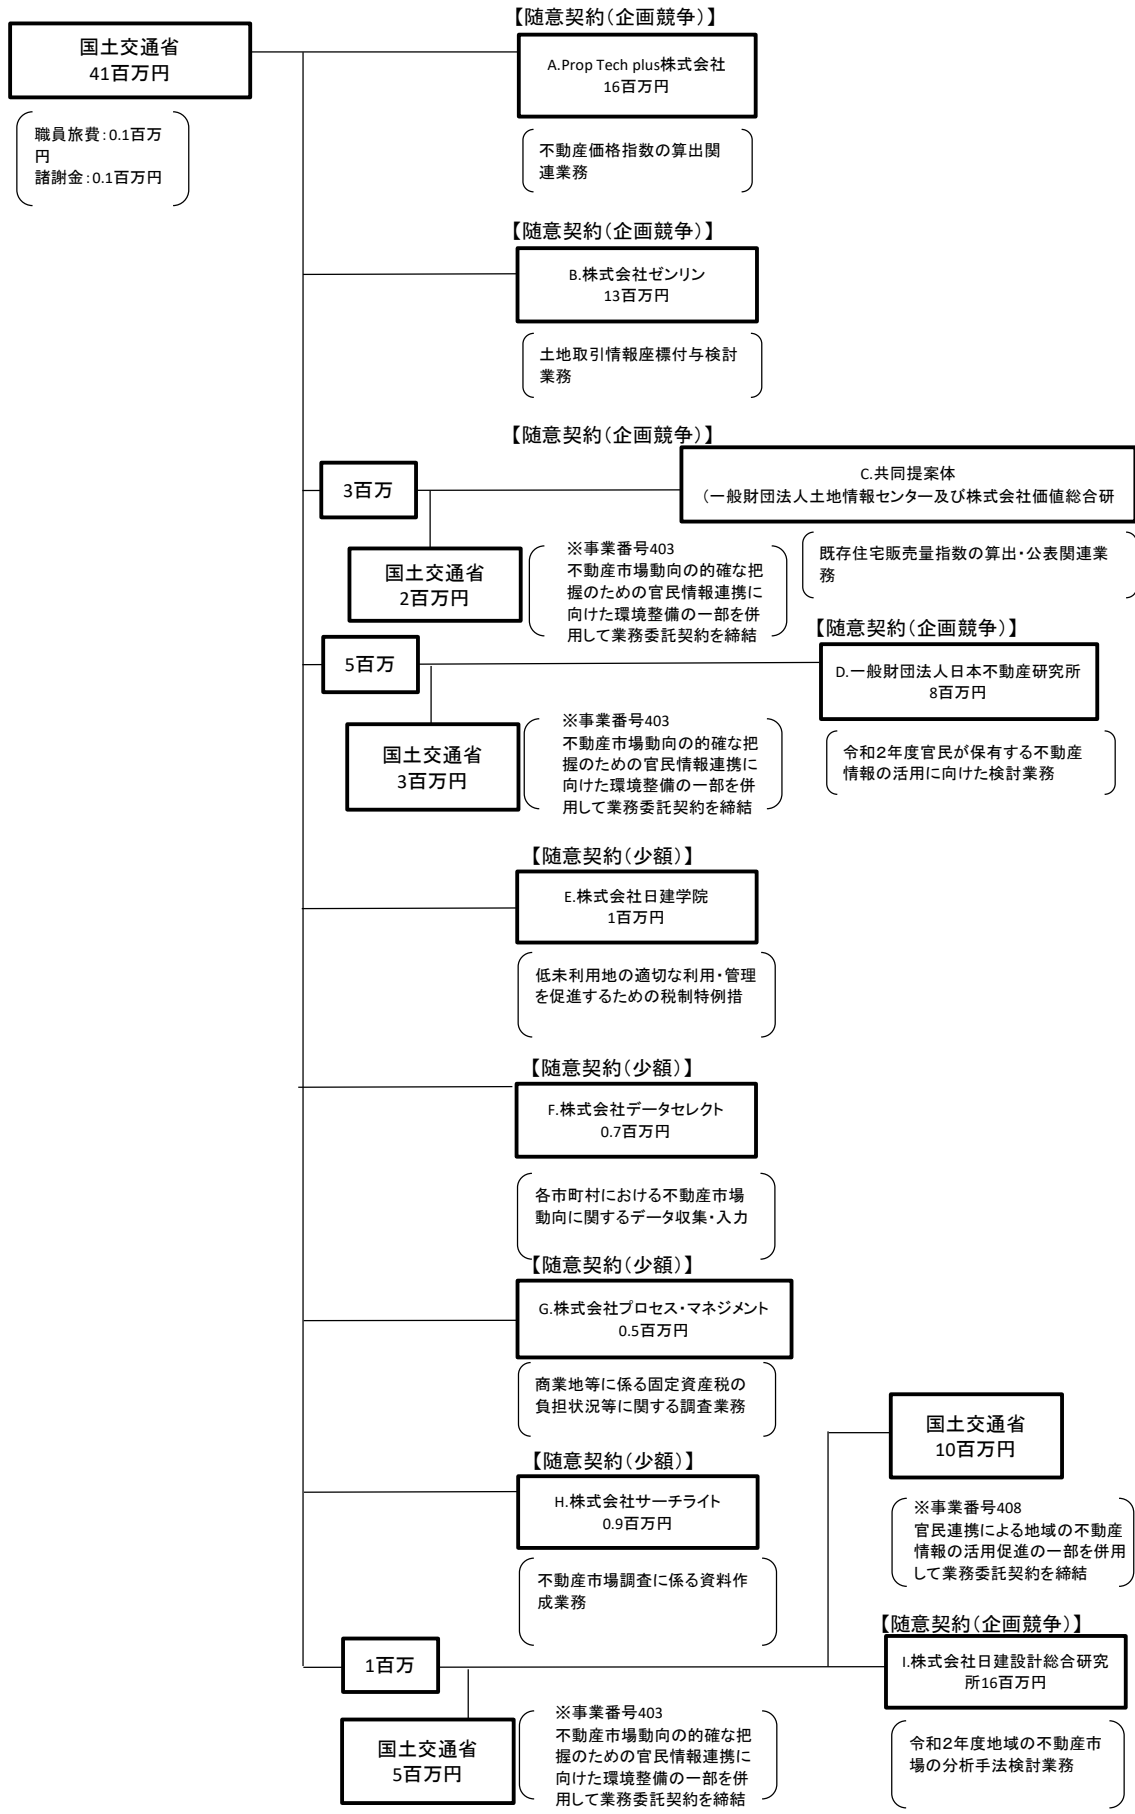 国土交通省
41百万円
職員旅費：0.1百万
円
諸謝金：0.1百万円
【随意契約（企画競争）】
A.Prop Tech plus株式会社
16百万円
不動産価格指数の算出関
連業務
【随意契約（企画競争）】
B.株式会社ゼンリン
13百万円
土地取引情報座標付与検討
業務
【随意契約（企画競争）】
3百万
C.共同提案体
（一般財団法人土地情報センター及び株式会社価値総合研
国土交通省
2百万円
※事業番号403
不動産市場動向の的確な把
握のための官民情報連携に
向けた環境整備の一部を併
用して業務委託契約を締結
既存住宅販売量指数の算出・公表関連業
務
【随意契約（企画競争）】
5百万
D.一般財団法人日本不動産研究所
8百万円
国土交通省
3百万円
※事業番号403
不動産市場動向の的確な把
握のための官民情報連携に
向けた環境整備の一部を併
用して業務委託契約を締結
令和２年度官民が保有する不動産
情報の活用に向けた検討業務
【随意契約（少額）】
E.株式会社日建学院
1百万円
低未利用地の適切な利用・管理
を促進するための税制特例措
【随意契約（少額）】
F.株式会社データセレクト
0.7百万円
各市町村における不動産市場
動向に関するデータ収集・入力
【随意契約（少額）】
G.株式会社プロセス・マネジメント
0.5百万円
商業地等に係る固定資産税の
負担状況等に関する調査業務
国土交通省
10百万円
【随意契約（少額）】
H.株式会社サーチライト
0.9百万円
※事業番号408
官民連携による地域の不動産
情報の活用促進の一部を併用
して業務委託契約を締結
不動産市場調査に係る資料作
成業務
【随意契約（企画競争）】
1百万
I.株式会社日建設計総合研究
所16百万円
国土交通省
5百万円
※事業番号403
不動産市場動向の的確な把
握のための官民情報連携に
向けた環境整備の一部を併
用して業務委託契約を締結
令和２年度地域の不動産市
場の分析手法検討業務